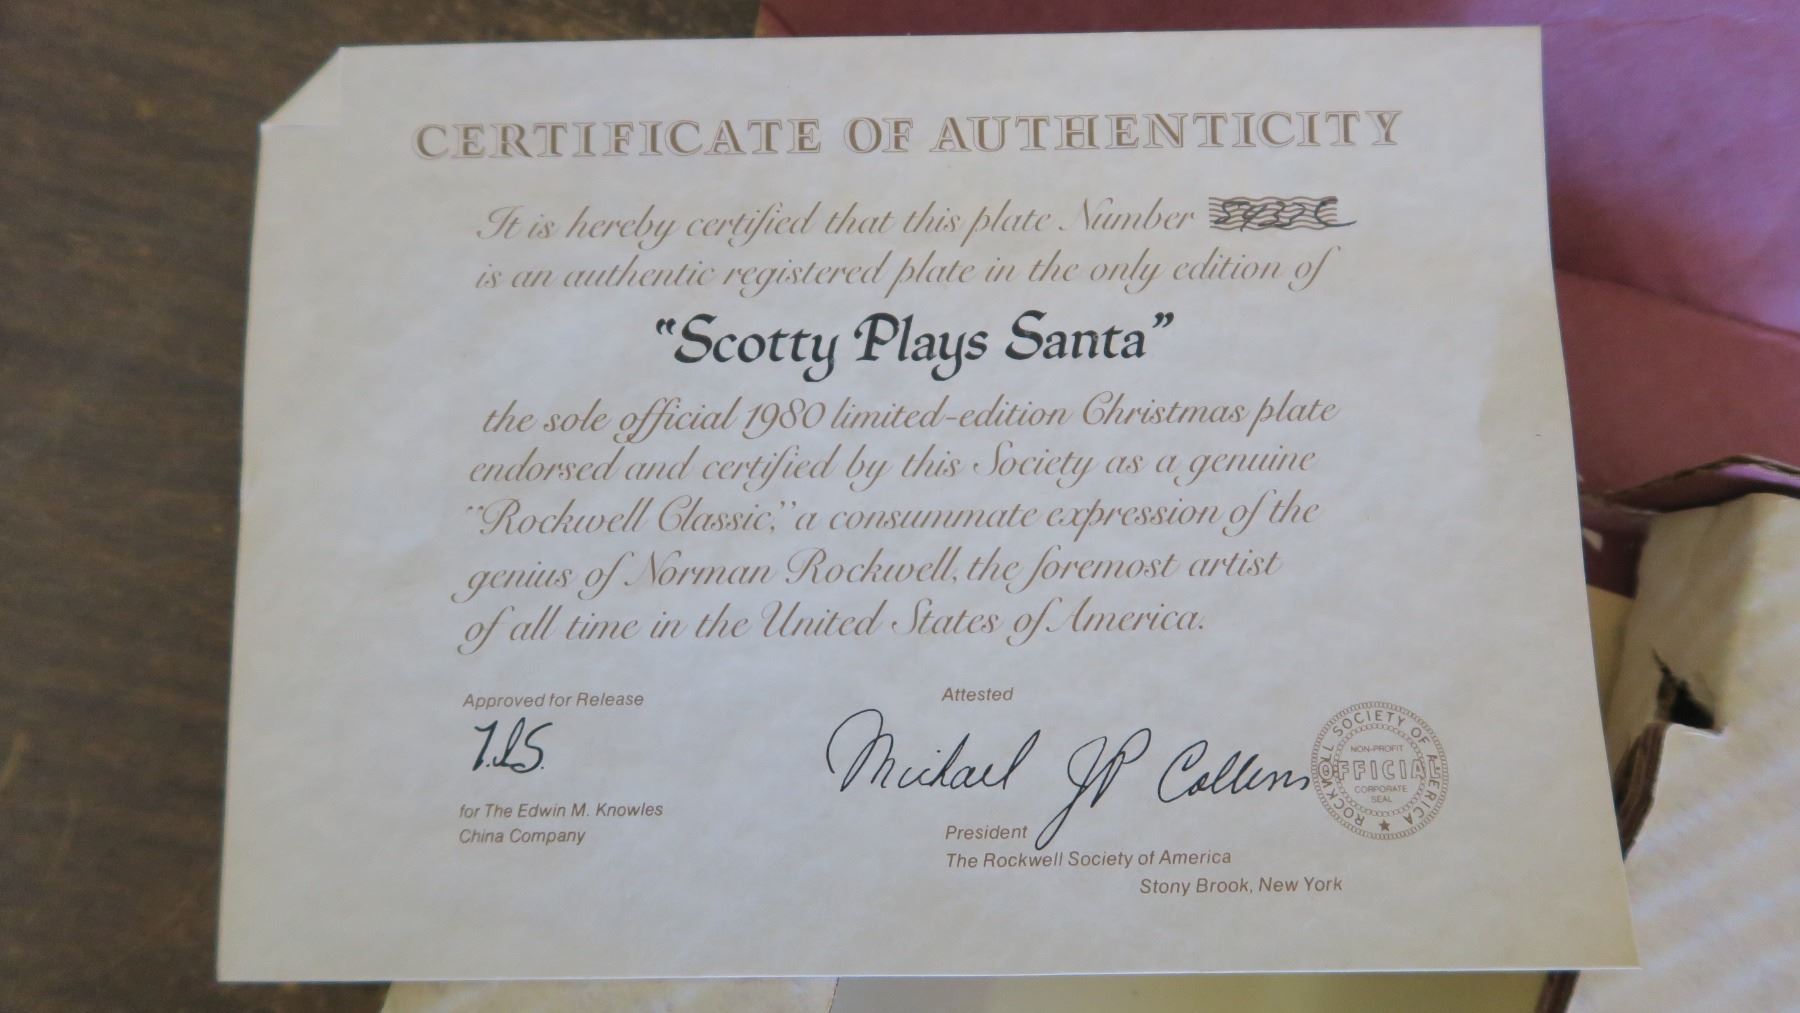 CERTIFICATE OF AUTHENTICITY
It is hereby certified that this plate Number
is an authentic registered plate in the only edition of
"Scotty Plays Santa"
the sole official 1980 limited-edition Christmas plate
endorsed and certified by this Society as a genuine
"Rockwell Classic," a consummate expression of the
genius of Norman Rockwell, the foremost artist
of all time in the United States of America.
Approved for Release
Attested
Michael JP Collins
for The Edwin M. Knowles
China Company
President
The Rockwell Society of America
Stony Brook, New York
ROCKWELL SOCIETY OF AMERICA
NON-PROFIT
OFFICIAL
CORPORATE
SEAL